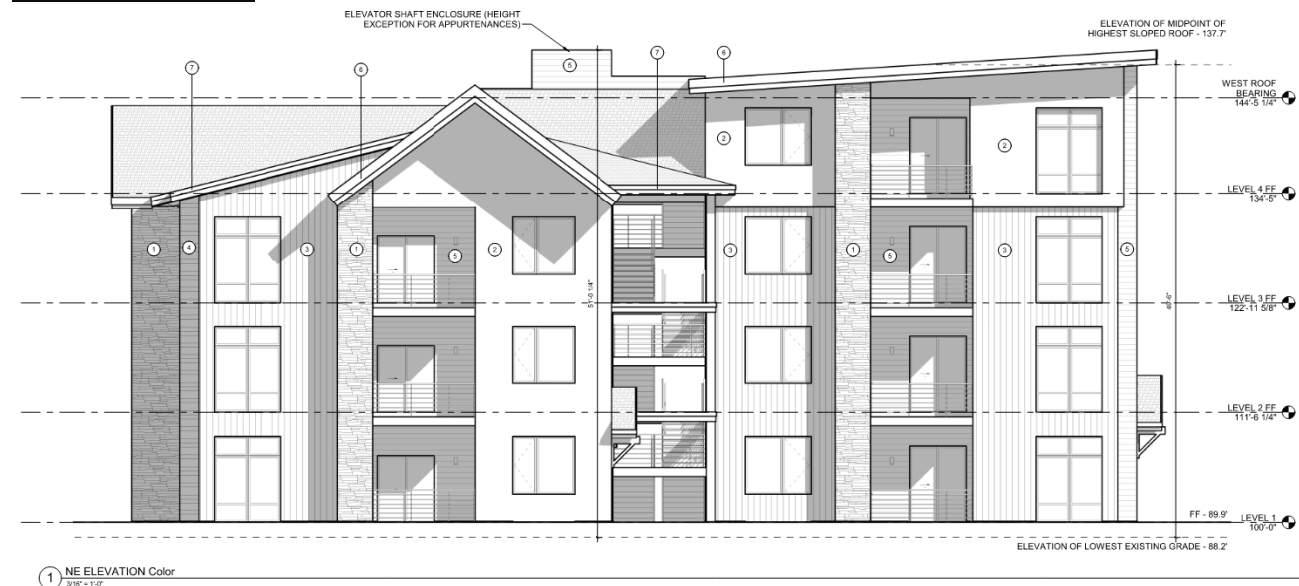 ELEVATOR SHAFT ENCLOSURE (HEIGHT
EXCEPTION FOR APPURTENANCES)
ELEVATION OF MIDPOINT OF
HIGHEST SLOPED ROOF - 137.7'
7
6
5
7
6
WEST ROOF
BEARING
144'-5 1/4"
2
2
LEVEL 4 FF
134'-5"
1
4
3
1
5
2
3
1
5
3
5
51'-0 1/4"
47'-6"
LEVEL 3 FF
122'-11 5/8"
LEVEL 2 FF
111'-6 1/4"
FF - 89.9'
LEVEL 1
100'-0"
ELEVATION OF LOWEST EXISTING GRADE - 88.2'
1
NE ELEVATION Color
3/16" = 1'-0"